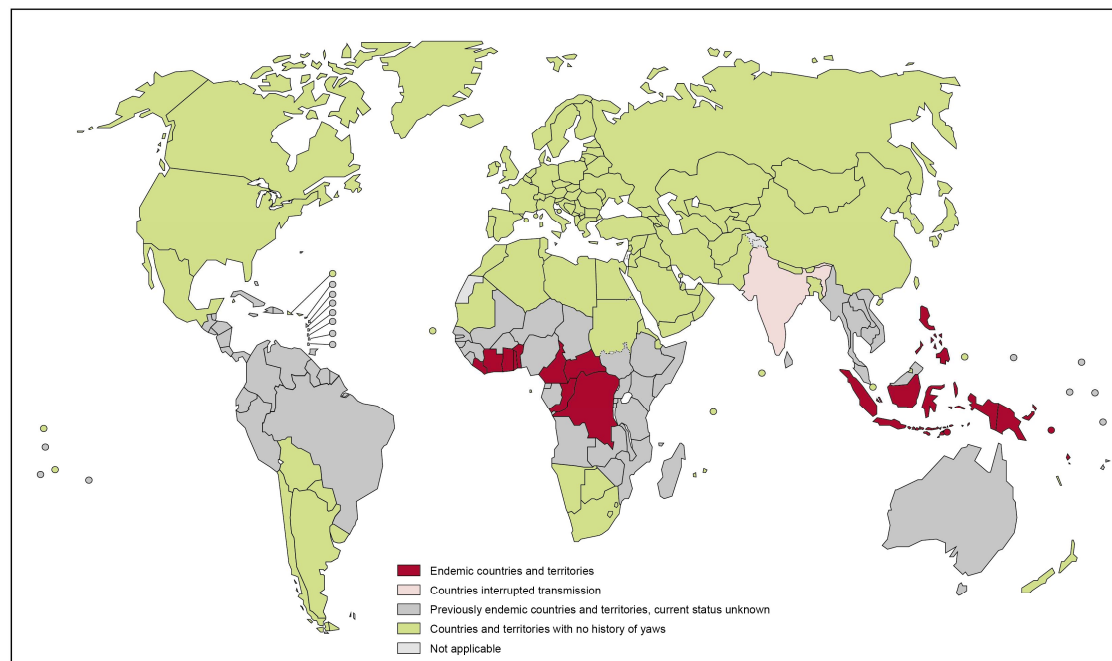 Endemic countries and territories
Countries interrupted transmission
Previously endemic countries and territories, current status unknown
Countries and territories with no history of yaws
Not applicable